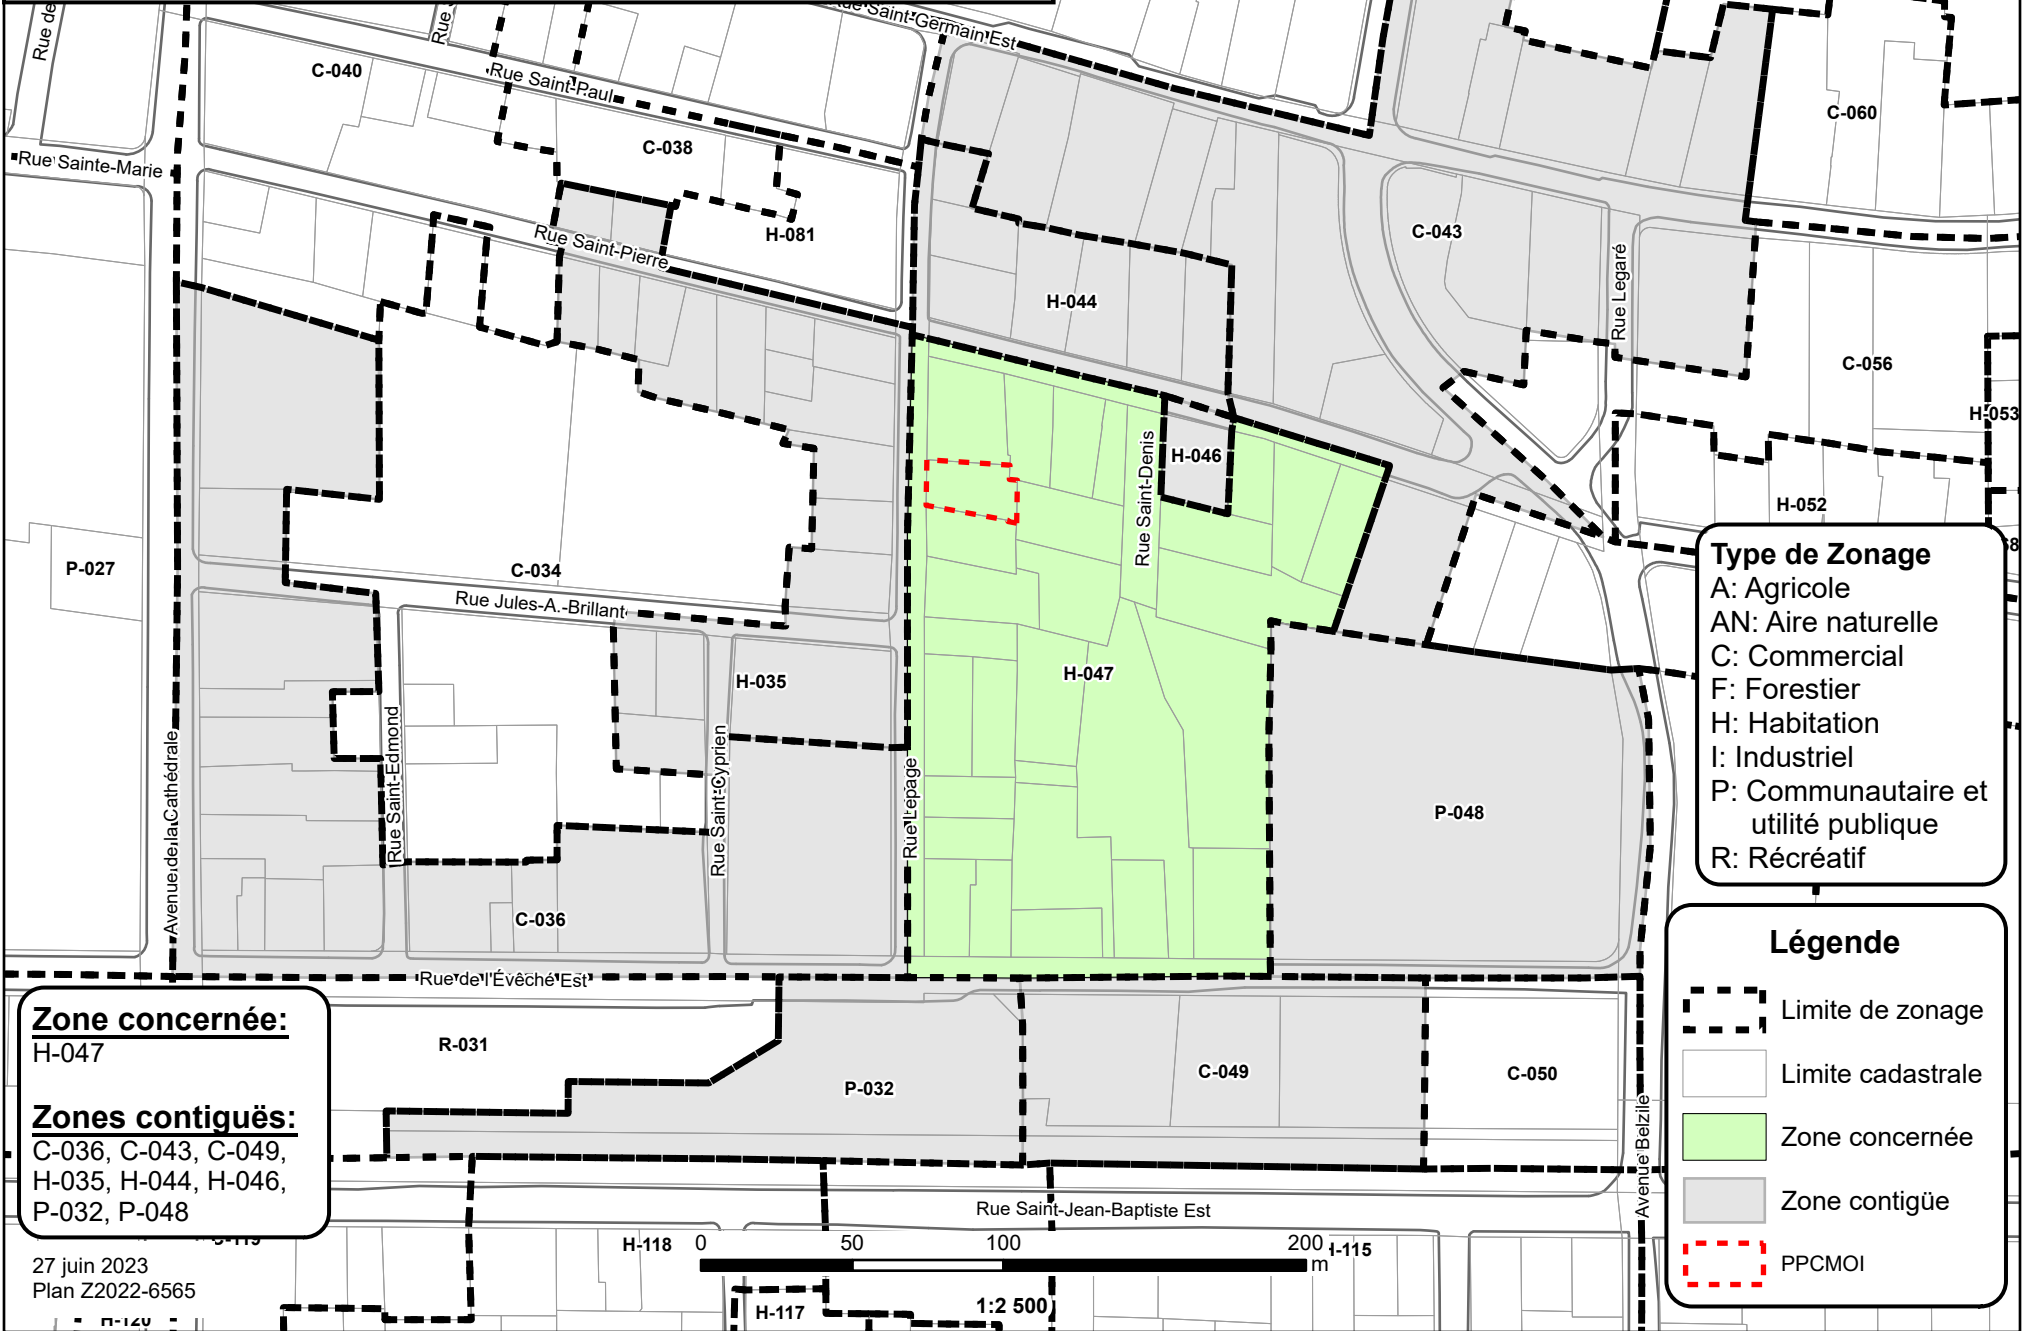 Rue Saint-Germain Est
C-040
Rue Saint-Paul
C-060
C-038
Rue Sainte-Marie
H-081
Rue Saint-Pierre
C-043
Rue Legaré
H-044
C-056
H-053
H-046
Rue Saint-Denis
H-052
P-027
C-034
Rue Jules-A.-Brillant
H-047
H-035
Rue Saint-Edmond
Rue Saint-Cyprien
Rue Lepage
Avenue de la Cathédrale
P-048
C-036
Rue de l'Évêché Est
R-031
P-032
C-049
C-050
Avenue Belzile
Rue Saint-Jean-Baptiste Est
H-118
H-117
Type de Zonage
A: Agricole
AN: Aire naturelle
C: Commercial
F: Forestier
H: Habitation
I: Industriel
P: Communautaire et
utilité publique
R: Récréatif
Légende
Limite de zonage
Limite cadastrale
Zone concernée
Zone contigüe
PPCMOI
Zone concernée:
H-047
Zones contiguës:
C-036, C-043, C-049,
H-035, H-044, H-046,
P-032, P-048
27 juin 2023
Plan Z2022-6565
0 50 100 200
m
1:2 500